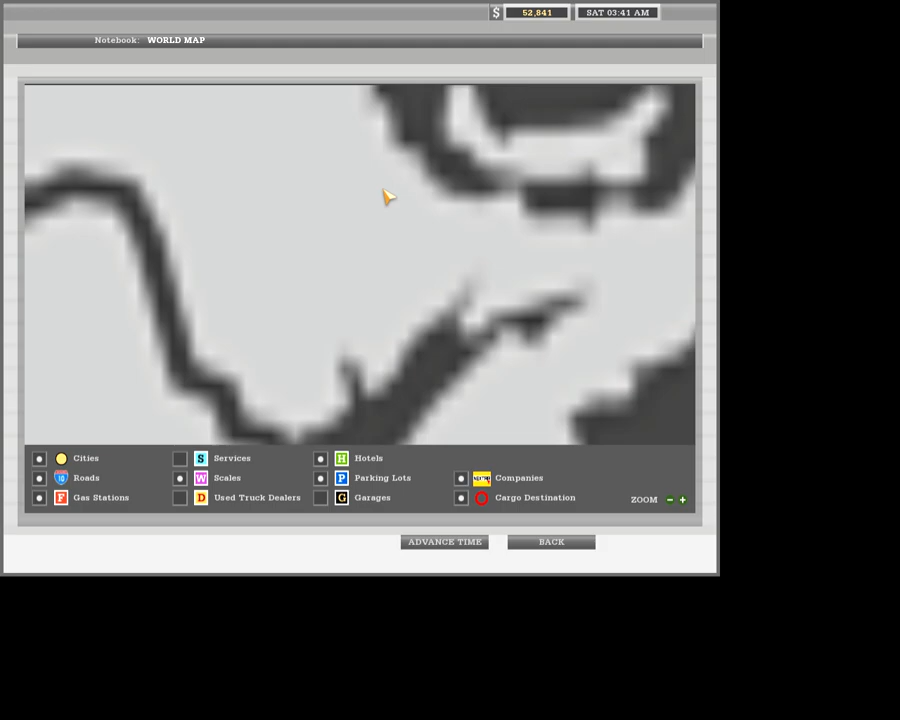 $ 52,841 SAT 03:41 AM
Notebook: WORLD MAP
Cities S Services H Hotels
10 Roads W Scales P Parking Lots Companies
F Gas Stations D Used Truck Dealers G Garages Cargo Destination ZOOM
ADVANCE TIME BACK